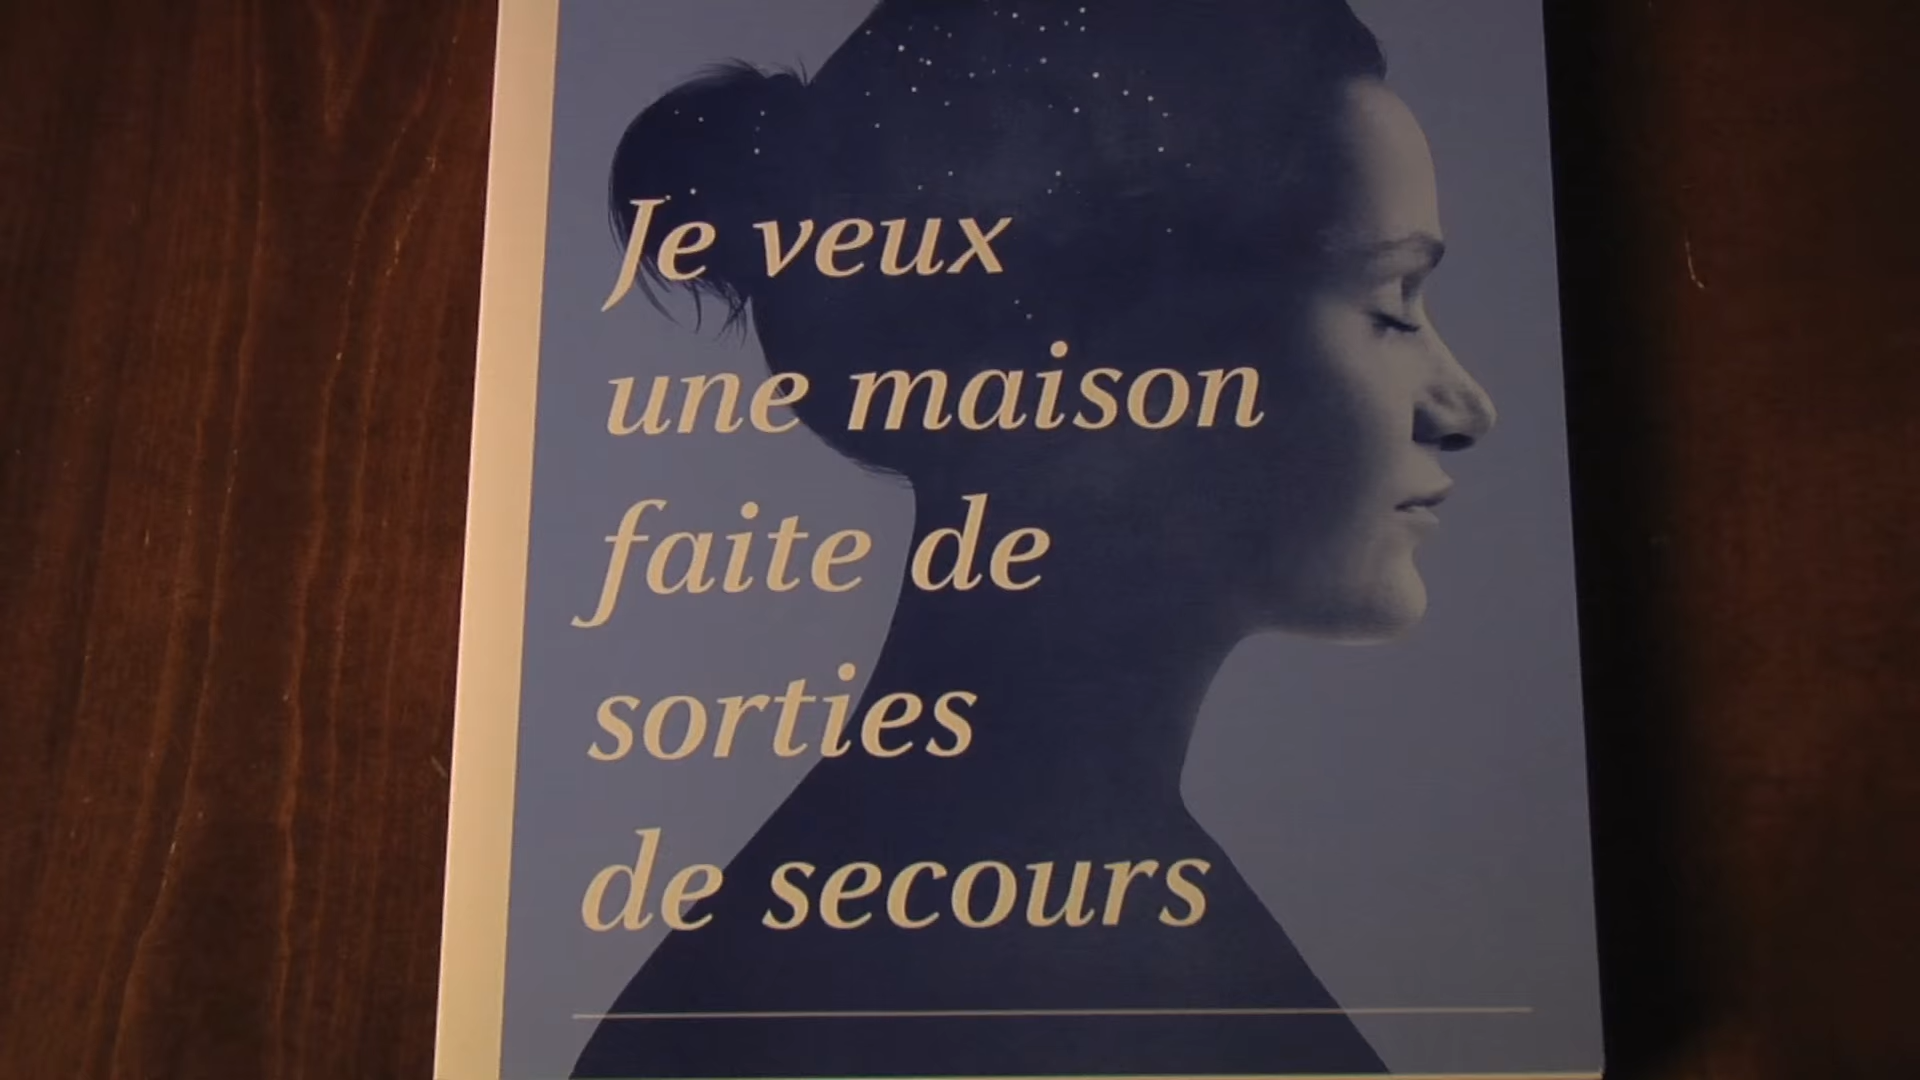 Je veux
une maison
faite de
sorties
de secours